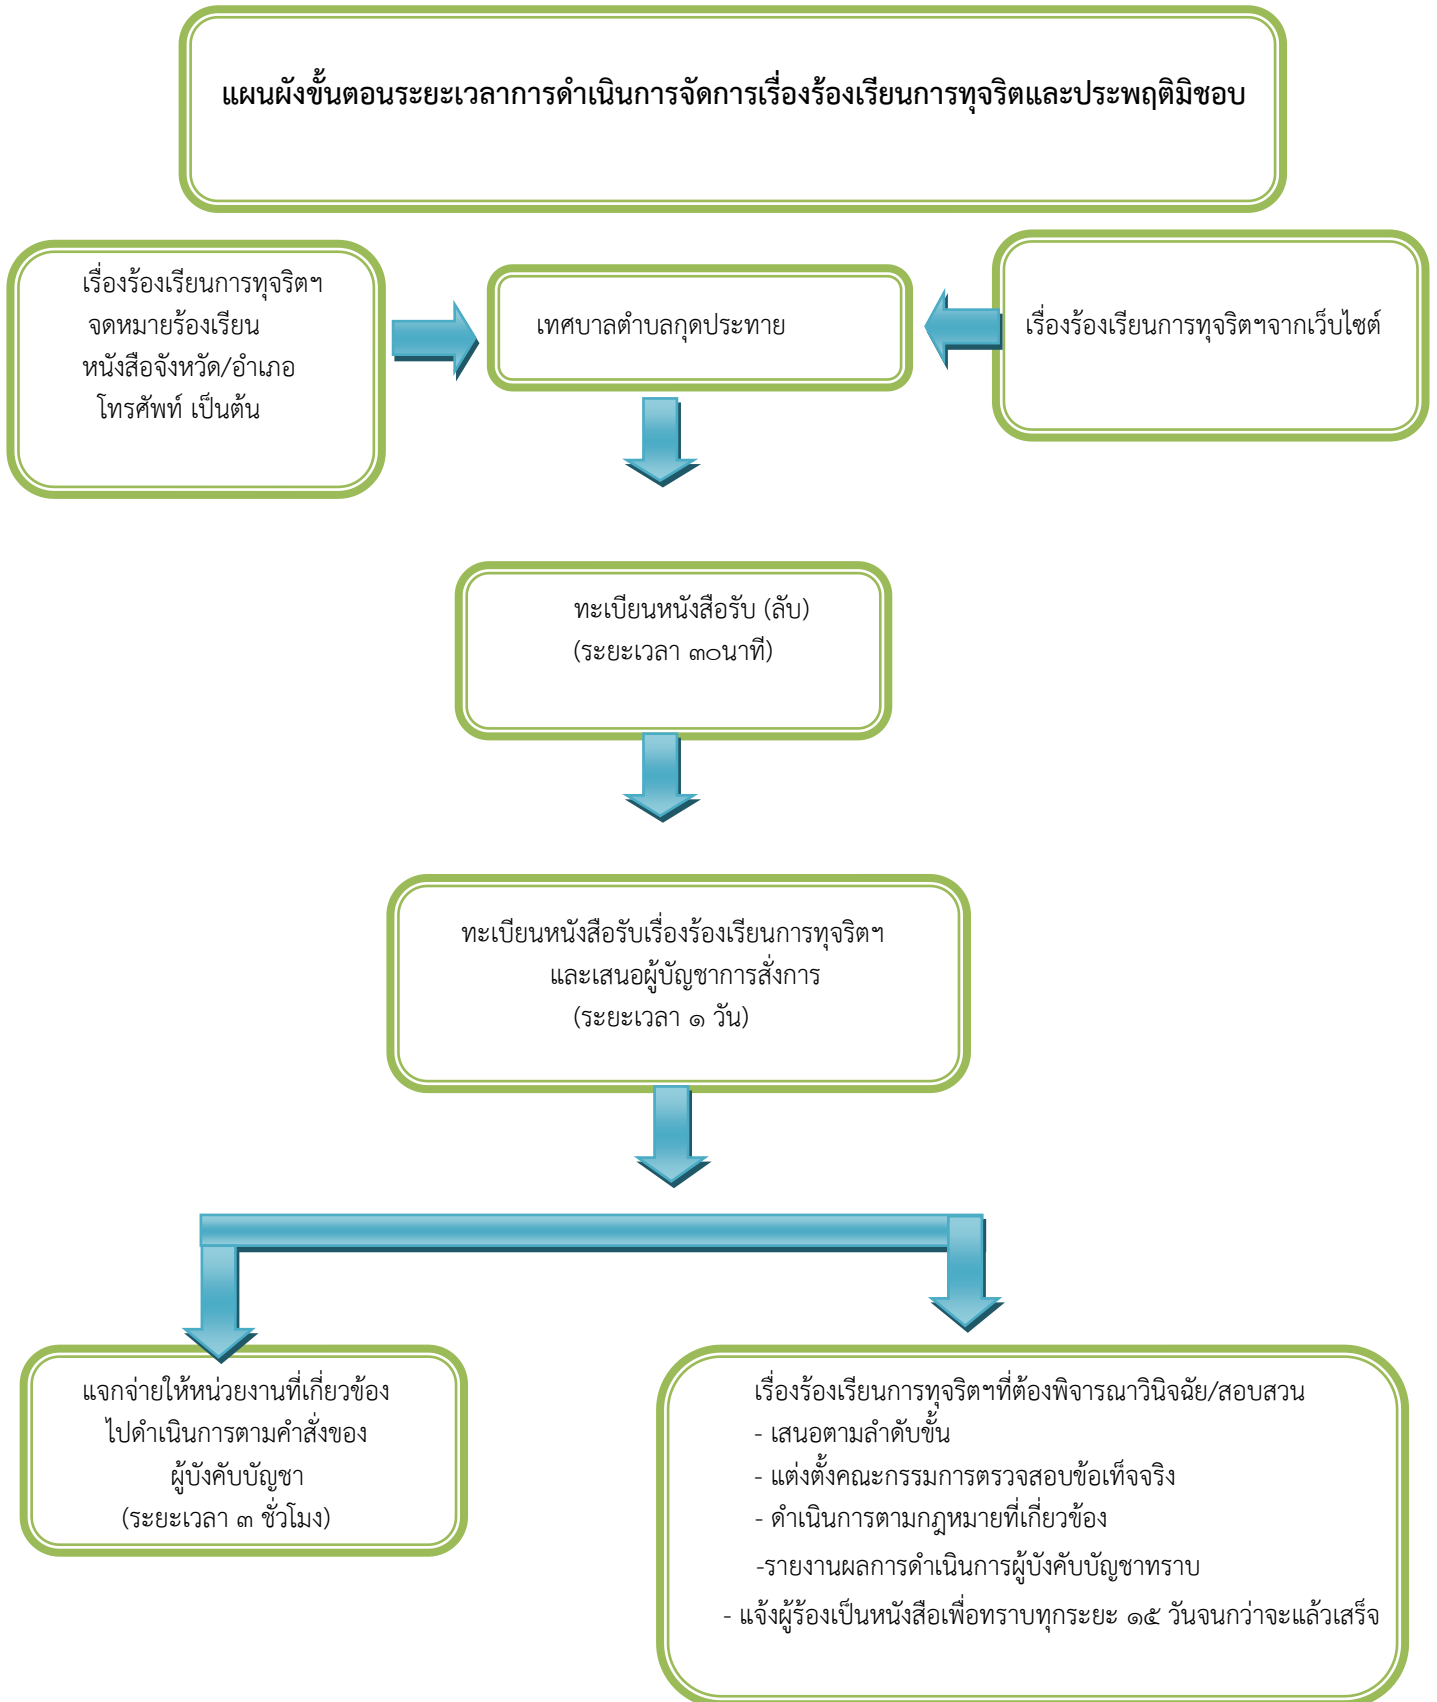 แผนผังขั้นตอนระยะเวลาการดำเนินการจัดการเรื่องร้องเรียนการทุจริตและประพฤติมิชอบ
เรื่องร้องเรียนการทุจริตฯ
จดหมายร้องเรียน
หนังสือจังหวัด/อำเภอ
โทรศัพท์ เป็นต้น
เทศบาลตำบลกุดประทาย
เรื่องร้องเรียนการทุจริตฯจากเว็บไซต์
ทะเบียนหนังสือรับ (ลับ)
(ระยะเวลา ๓๐นาที)
ทะเบียนหนังสือรับเรื่องร้องเรียนการทุจริตฯ
และเสนอผู้บัญชาการสั่งการ
(ระยะเวลา ๑ วัน)
แจกจ่ายให้หน่วยงานที่เกี่ยวข้อง
ไปดำเนินการตามคำสั่งของ
ผู้บังคับบัญชา
(ระยะเวลา ๓ ชั่วโมง)
เรื่องร้องเรียนการทุจริตฯที่ต้องพิจารณาวินิจฉัย/สอบสวน
- เสนอตามลำดับขั้น
- แต่งตั้งคณะกรรมการตรวจสอบข้อเท็จจริง
- ดำเนินการตามกฎหมายที่เกี่ยวข้อง
-รายงานผลการดำเนินการผู้บังคับบัญชาทราบ
- แจ้งผู้ร้องเป็นหนังสือเพื่อทราบทุกระยะ ๑๕ วันจนกว่าจะแล้วเสร็จ